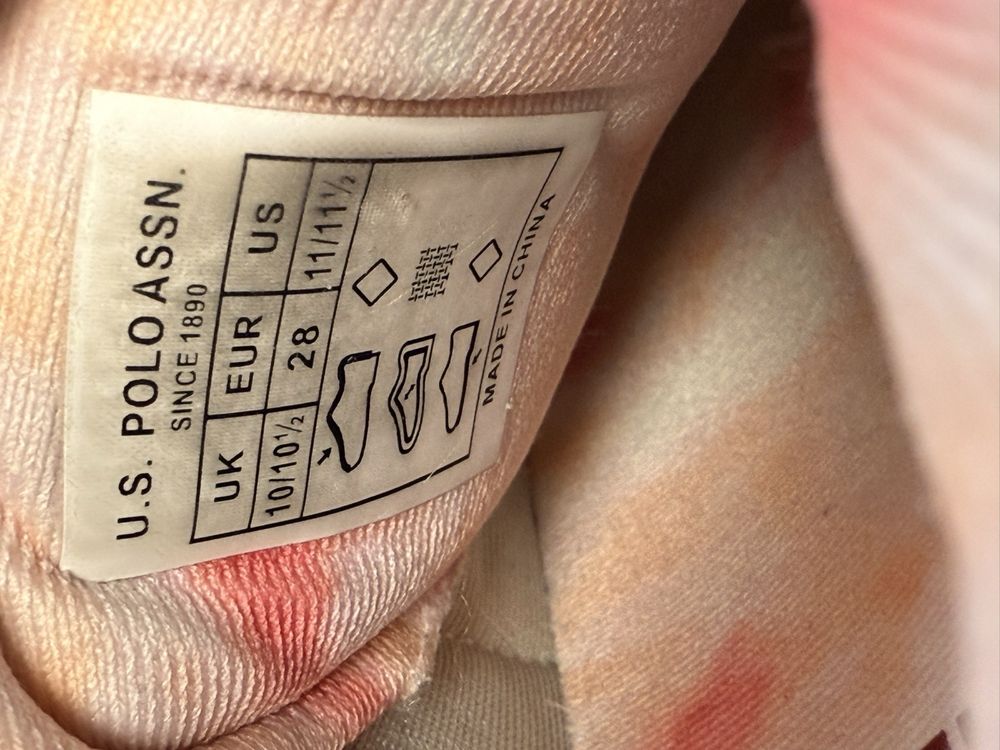 U.S. POLO ASSN.
SINCE 1890
UK EUR US
10/10½ 28 11/11½
MADE IN CHINA